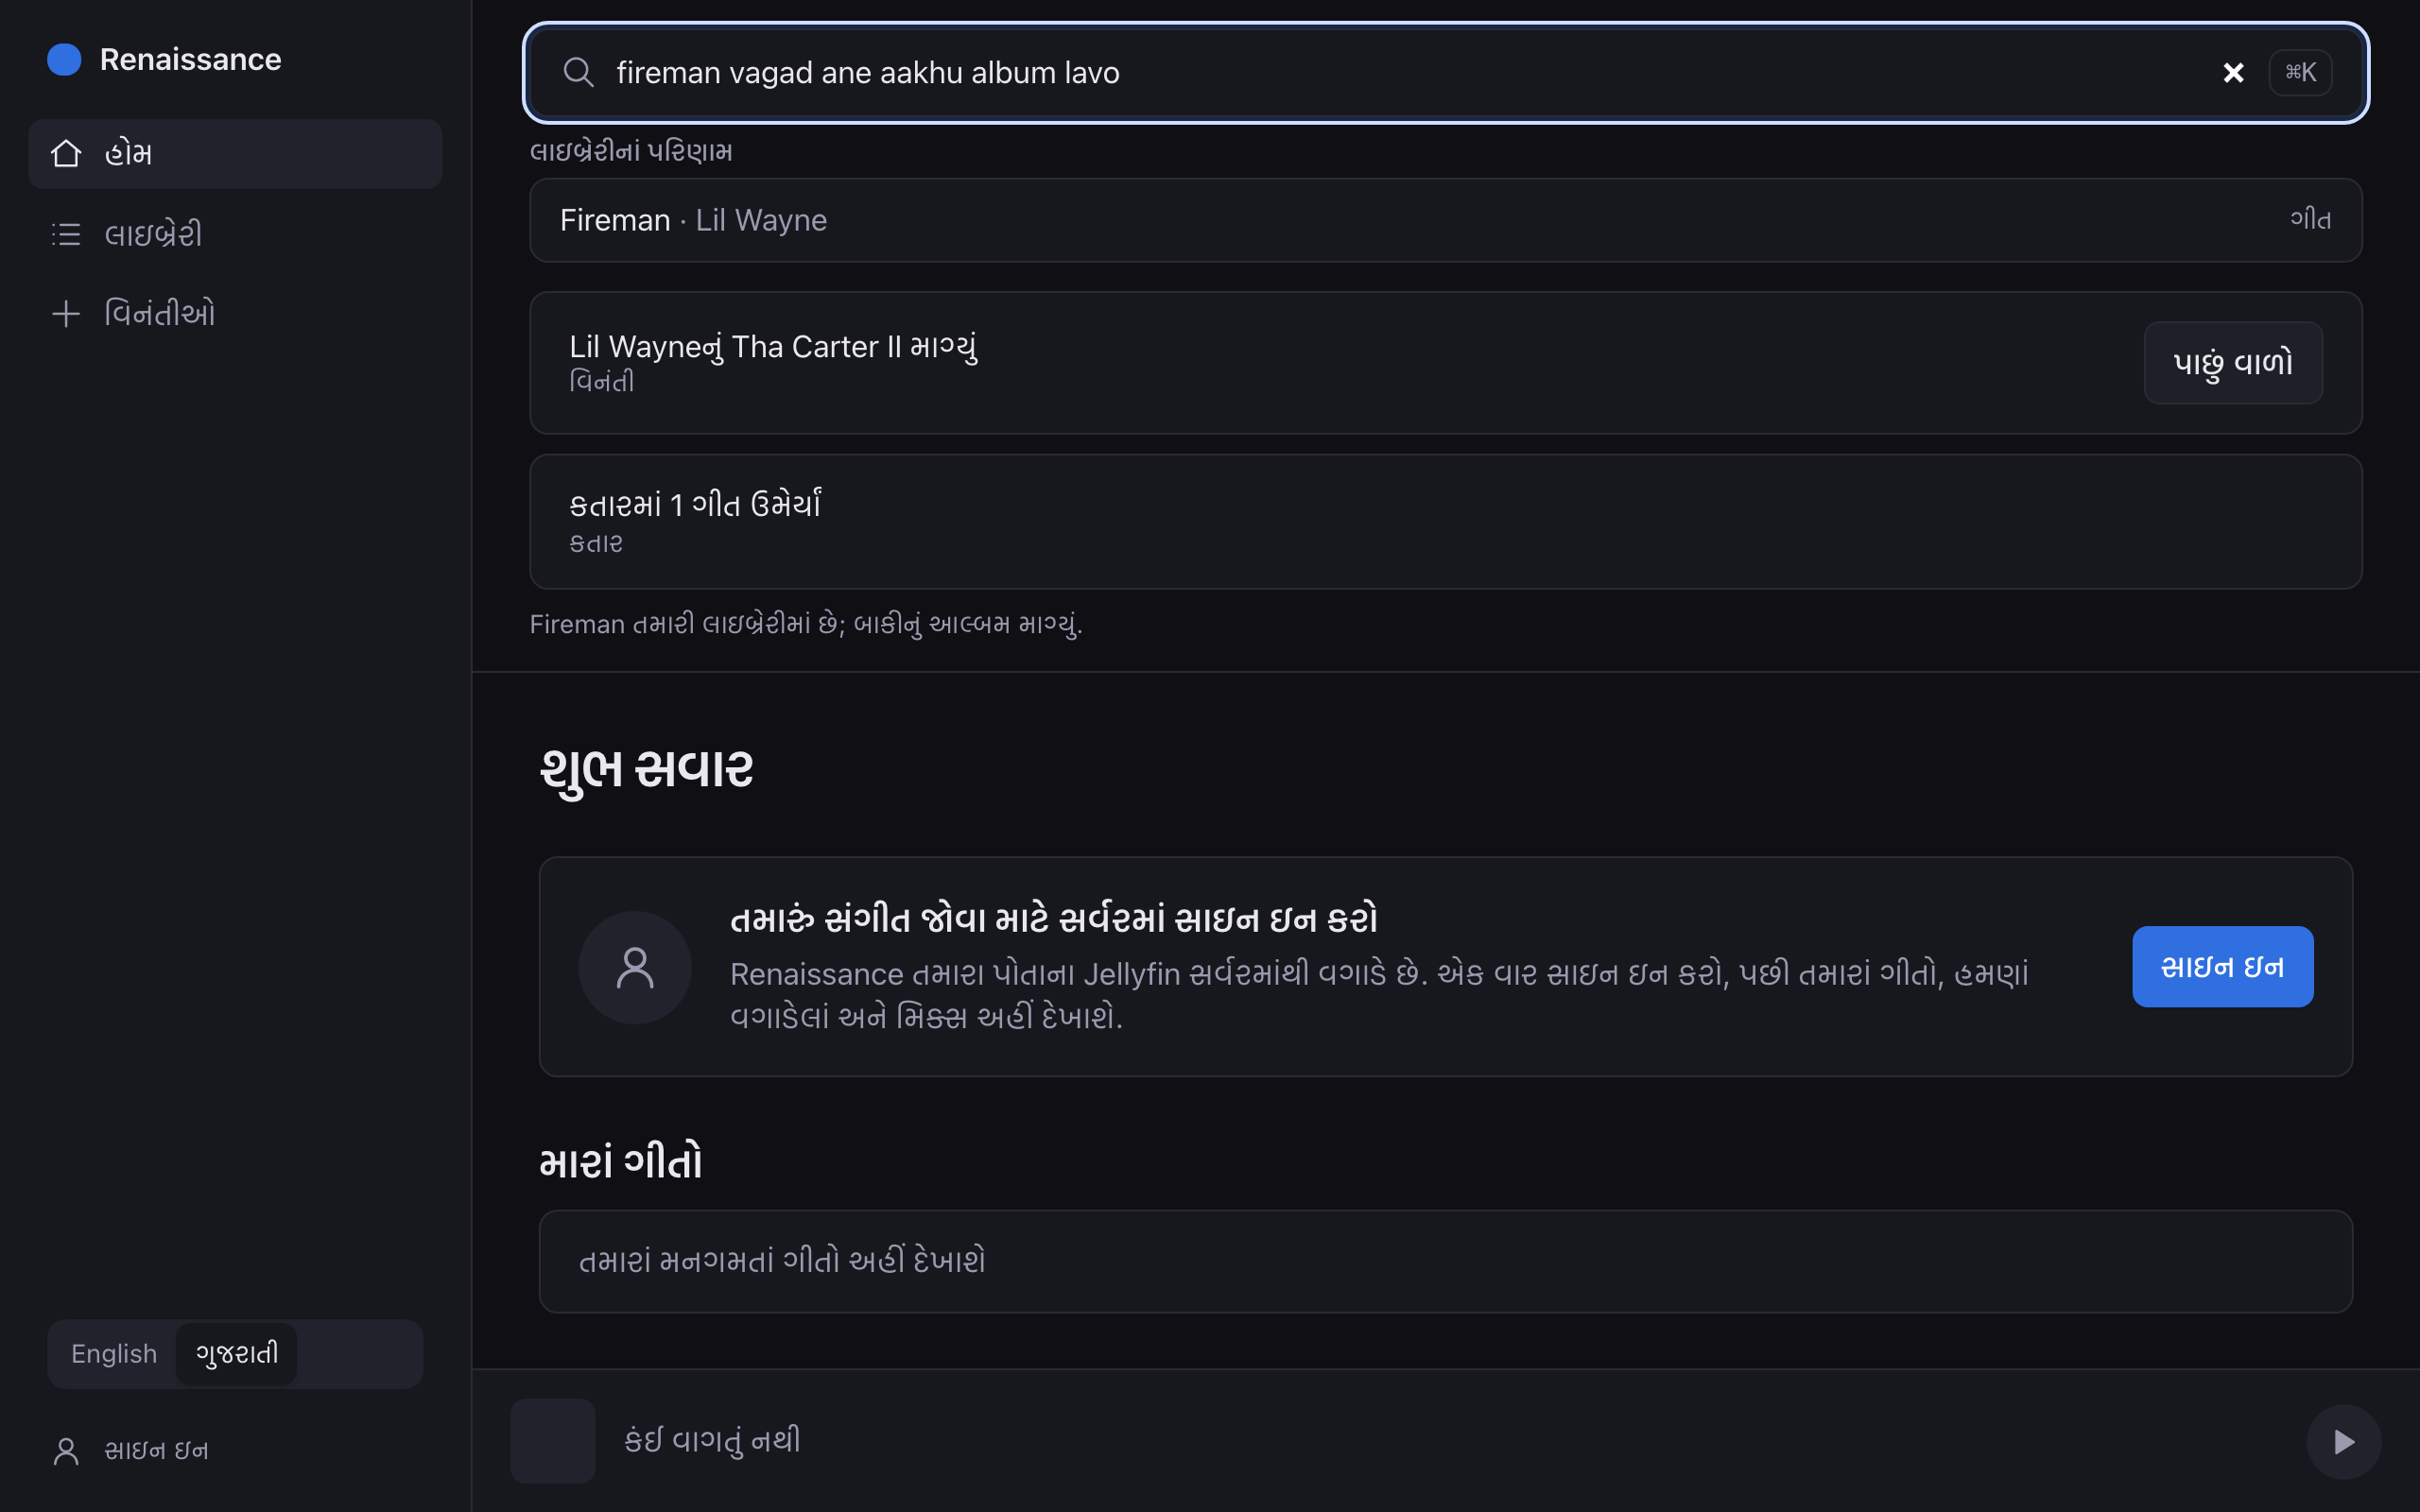 Renaissance
હોમ
લાઇબ્રેરી
વિનંતીઓ
English ગુજરાતી
સાઇન ઇન
fireman vagad ane aakhu album lavo
⌘K
લાઇબ્રેરીનાં પરિણામ
Fireman · Lil Wayne
ગીત
Lil Wayneનું Tha Carter II માગ્યું
વિનંતી
પાછું વાળો
કતારમાં 1 ગીત ઉમેર્યાં
કતાર
Fireman તમારી લાઇબ્રેરીમાં છે; બાકીનું આલ્બમ માગ્યું.
શુભ સવાર
તમારું સંગીત જોવા માટે સર્વરમાં સાઇન ઇન કરો
Renaissance તમારા પોતાના Jellyfin સર્વરમાંથી વગાડે છે. એક વાર સાઇન ઇન કરો, પછી તમારાં ગીતો, હમણાં
વગાડેલાં અને મિક્સ અહીં દેખાશે.
સાઇન ઇન
મારાં ગીતો
તમારાં મનગમતાં ગીતો અહીં દેખાશે
કંઈ વાગતું નથી